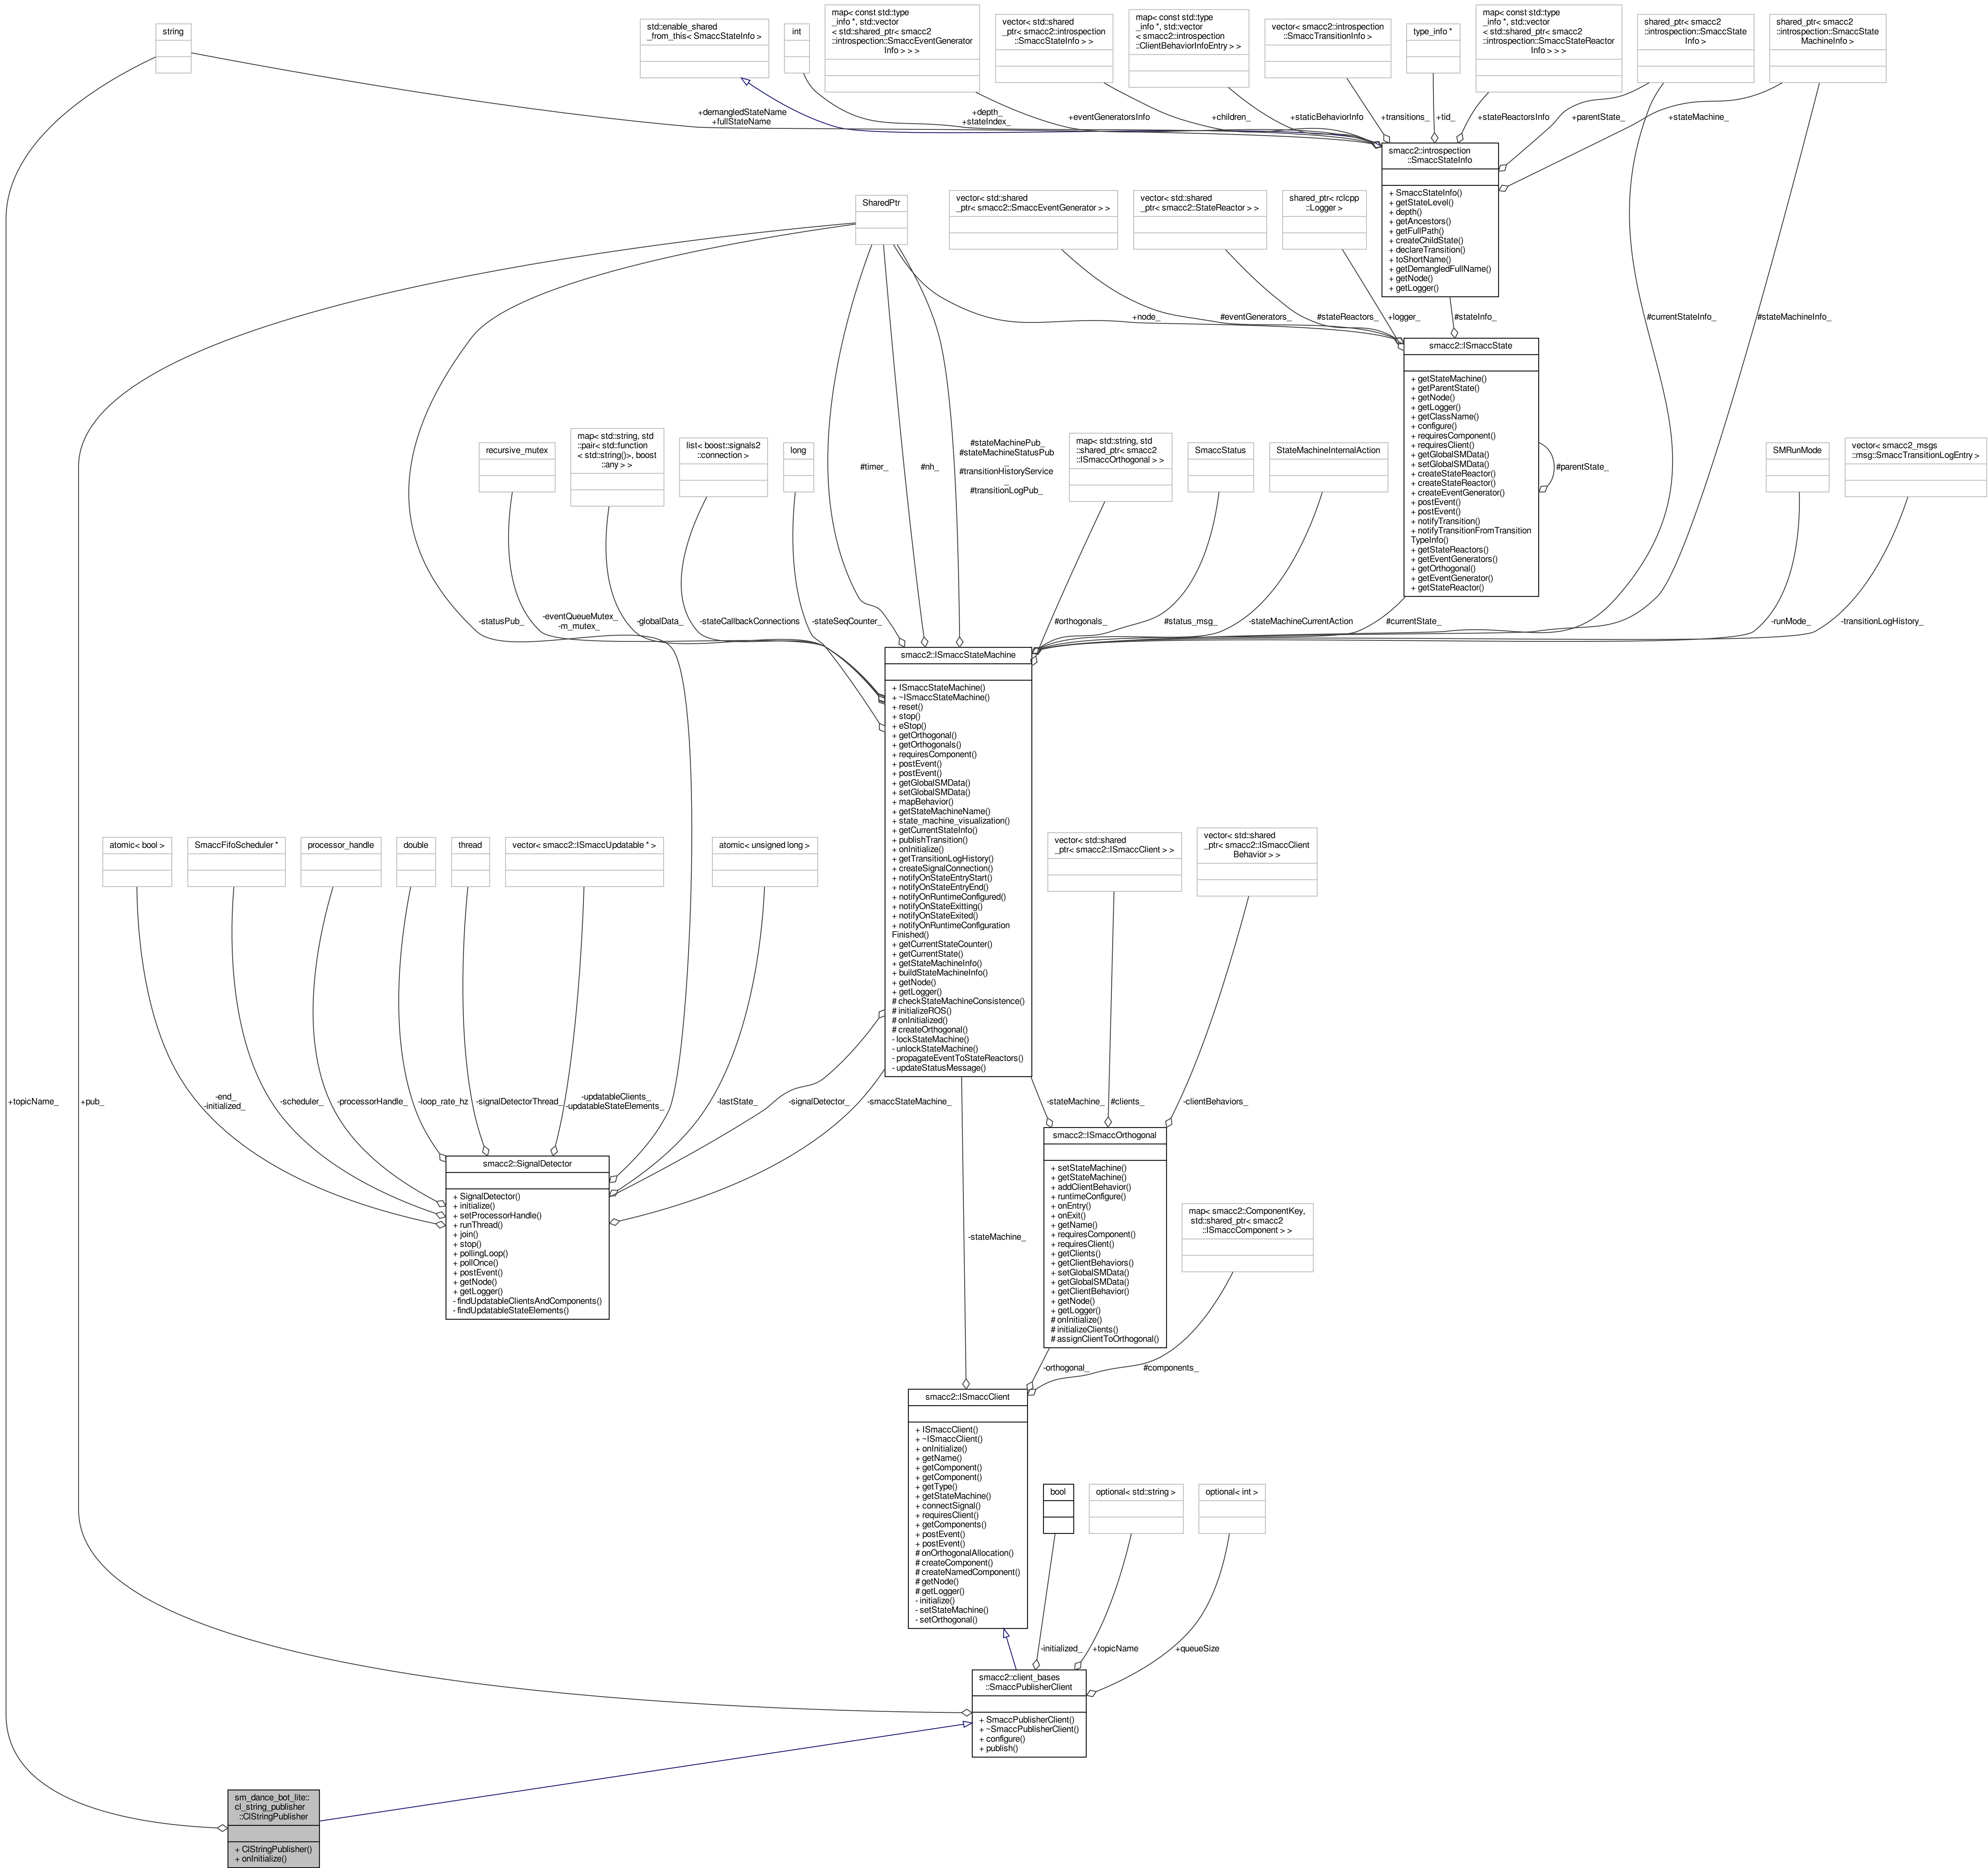 string
std::enable_shared
_from_this< SmaccStateInfo >
int
map< const std::type
_info *, std::vector
< std::shared_ptr< smacc2
::introspection::SmaccEventGenerator
Info > > >
vector< std::shared
_ptr< smacc2::introspection
::SmaccStateInfo > >
map< const std::type
_info *, std::vector
< smacc2::introspection
::ClientBehaviorInfoEntry > >
vector< smacc2::introspection
::SmaccTransitionInfo >
type_info *
map< const std::type
_info *, std::vector
< std::shared_ptr< smacc2
::introspection::SmaccStateReactor
Info > > >
shared_ptr< smacc2
::introspection::SmaccState
Info >
shared_ptr< smacc2
::introspection::SmaccState
MachineInfo >
+demangledStateName
+fullStateName
+depth_
+stateIndex_
+eventGeneratorsInfo
+children_
+staticBehaviorInfo
+transitions_
+tid_
+stateReactorsInfo
+parentState_
+stateMachine_
smacc2::introspection
::SmaccStateInfo
+ SmaccStateInfo()
+ getStateLevel()
+ depth()
+ getAncestors()
+ getFullPath()
+ createChildState()
+ declareTransition()
+ toShortName()
+ getDemangledFullName()
+ getNode()
+ getLogger()
SharedPtr
vector< std::shared
_ptr< smacc2::SmaccEventGenerator > >
vector< std::shared
_ptr< smacc2::StateReactor > >
shared_ptr< rclcpp
::Logger >
+node_
#eventGenerators_
#stateReactors_
+logger_
#stateInfo_
#currentStateInfo_
#stateMachineInfo_
smacc2::ISmaccState
+ getStateMachine()
+ getParentState()
+ getNode()
+ getLogger()
+ getClassName()
+ configure()
+ requiresComponent()
+ requiresClient()
+ getGlobalSMData()
+ setGlobalSMData()
+ createStateReactor()
+ createStateReactor()
+ createEventGenerator()
+ postEvent()
+ postEvent()
+ notifyTransition()
+ notifyTransitionFromTransition
TypeInfo()
+ getStateReactors()
+ getEventGenerators()
+ getOrthogonal()
+ getEventGenerator()
+ getStateReactor()
#parentState_
recursive_mutex
map< std::string, std
::pair< std::function
< std::string()>, boost
::any > >
list< boost::signals2
::connection >
long
#timer_
#nh_
#stateMachinePub_
#stateMachineStatusPub
_
#transitionHistoryService
_
#transitionLogPub_
map< std::string, std
::shared_ptr< smacc2
::ISmaccOrthogonal > >
SmaccStatus
StateMachineInternalAction
SMRunMode
vector< smacc2_msgs
::msg::SmaccTransitionLogEntry >
-statusPub_
-eventQueueMutex_
-m_mutex_
-globalData_
-stateCallbackConnections
-stateSeqCounter_
#orthogonals_
#status_msg_
-stateMachineCurrentAction
#currentState_
-runMode_
-transitionLogHistory_
smacc2::ISmaccStateMachine
+ ISmaccStateMachine()
+ ~ISmaccStateMachine()
+ reset()
+ stop()
+ eStop()
+ getOrthogonal()
+ getOrthogonals()
+ requiresComponent()
+ postEvent()
+ postEvent()
+ getGlobalSMData()
+ setGlobalSMData()
+ mapBehavior()
+ getStateMachineName()
+ state_machine_visualization()
+ getCurrentStateInfo()
+ publishTransition()
+ onInitialize()
+ getTransitionLogHistory()
+ createSignalConnection()
+ notifyOnStateEntryStart()
+ notifyOnStateEntryEnd()
+ notifyOnRuntimeConfigured()
+ notifyOnStateExitting()
+ notifyOnStateExited()
+ notifyOnRuntimeConfiguration
Finished()
+ getCurrentStateCounter()
+ getCurrentState()
+ getStateMachineInfo()
+ buildStateMachineInfo()
+ getNode()
+ getLogger()
# checkStateMachineConsistence()
# initializeROS()
# onInitialized()
# createOrthogonal()
- lockStateMachine()
- unlockStateMachine()
- propagateEventToStateReactors()
- updateStatusMessage()
atomic< bool >
SmaccFifoScheduler *
processor_handle
double
thread
vector< smacc2::ISmaccUpdatable * >
atomic< unsigned long >
vector< std::shared
_ptr< smacc2::ISmaccClient > >
vector< std::shared
_ptr< smacc2::ISmaccClient
Behavior > >
+topicName_
+pub_
-end_
-initialized_
-scheduler_
-processorHandle_
-loop_rate_hz
-signalDetectorThread_
-updatableClients_
-updatableStateElements_
-lastState_
-signalDetector_
-smaccStateMachine_
-stateMachine_
#clients_
-clientBehaviors_
smacc2::SignalDetector
+ SignalDetector()
+ initialize()
+ setProcessorHandle()
+ runThread()
+ join()
+ stop()
+ pollingLoop()
+ pollOnce()
+ postEvent()
+ getNode()
+ getLogger()
- findUpdatableClientsAndComponents()
- findUpdatableStateElements()
smacc2::ISmaccOrthogonal
+ setStateMachine()
+ getStateMachine()
+ addClientBehavior()
+ runtimeConfigure()
+ onEntry()
+ onExit()
+ getName()
+ requiresComponent()
+ requiresClient()
+ getClients()
+ getClientBehaviors()
+ setGlobalSMData()
+ getGlobalSMData()
+ getClientBehavior()
+ getNode()
+ getLogger()
# onInitialize()
# initializeClients()
# assignClientToOrthogonal()
map< smacc2::ComponentKey,
std::shared_ptr< smacc2
::ISmaccComponent > >
-stateMachine_
-orthogonal_
#components_
smacc2::ISmaccClient
+ ISmaccClient()
+ ~ISmaccClient()
+ onInitialize()
+ getName()
+ getComponent()
+ getComponent()
+ getType()
+ getStateMachine()
+ connectSignal()
+ requiresClient()
+ getComponents()
+ postEvent()
+ postEvent()
# onOrthogonalAllocation()
# createComponent()
# createNamedComponent()
# getNode()
# getLogger()
- initialize()
- setStateMachine()
- setOrthogonal()
bool
optional< std::string >
optional< int >
-initialized_
+topicName
+queueSize
smacc2::client_bases
::SmaccPublisherClient
+ SmaccPublisherClient()
+ ~SmaccPublisherClient()
+ configure()
+ publish()
sm_dance_bot_lite::
cl_string_publisher
::ClStringPublisher
+ ClStringPublisher()
+ onInitialize()